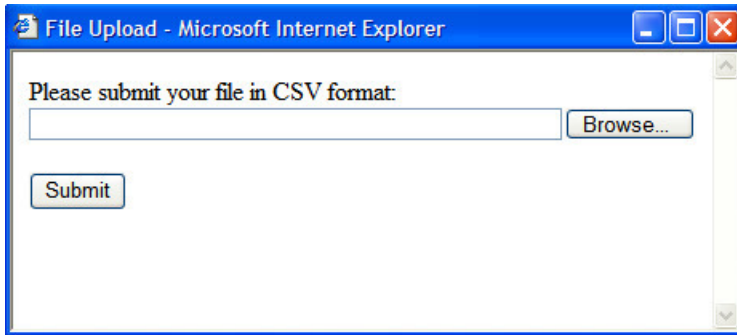 File Upload - Microsoft Internet Explorer
Please submit your file in CSV format:
Browse...
Submit